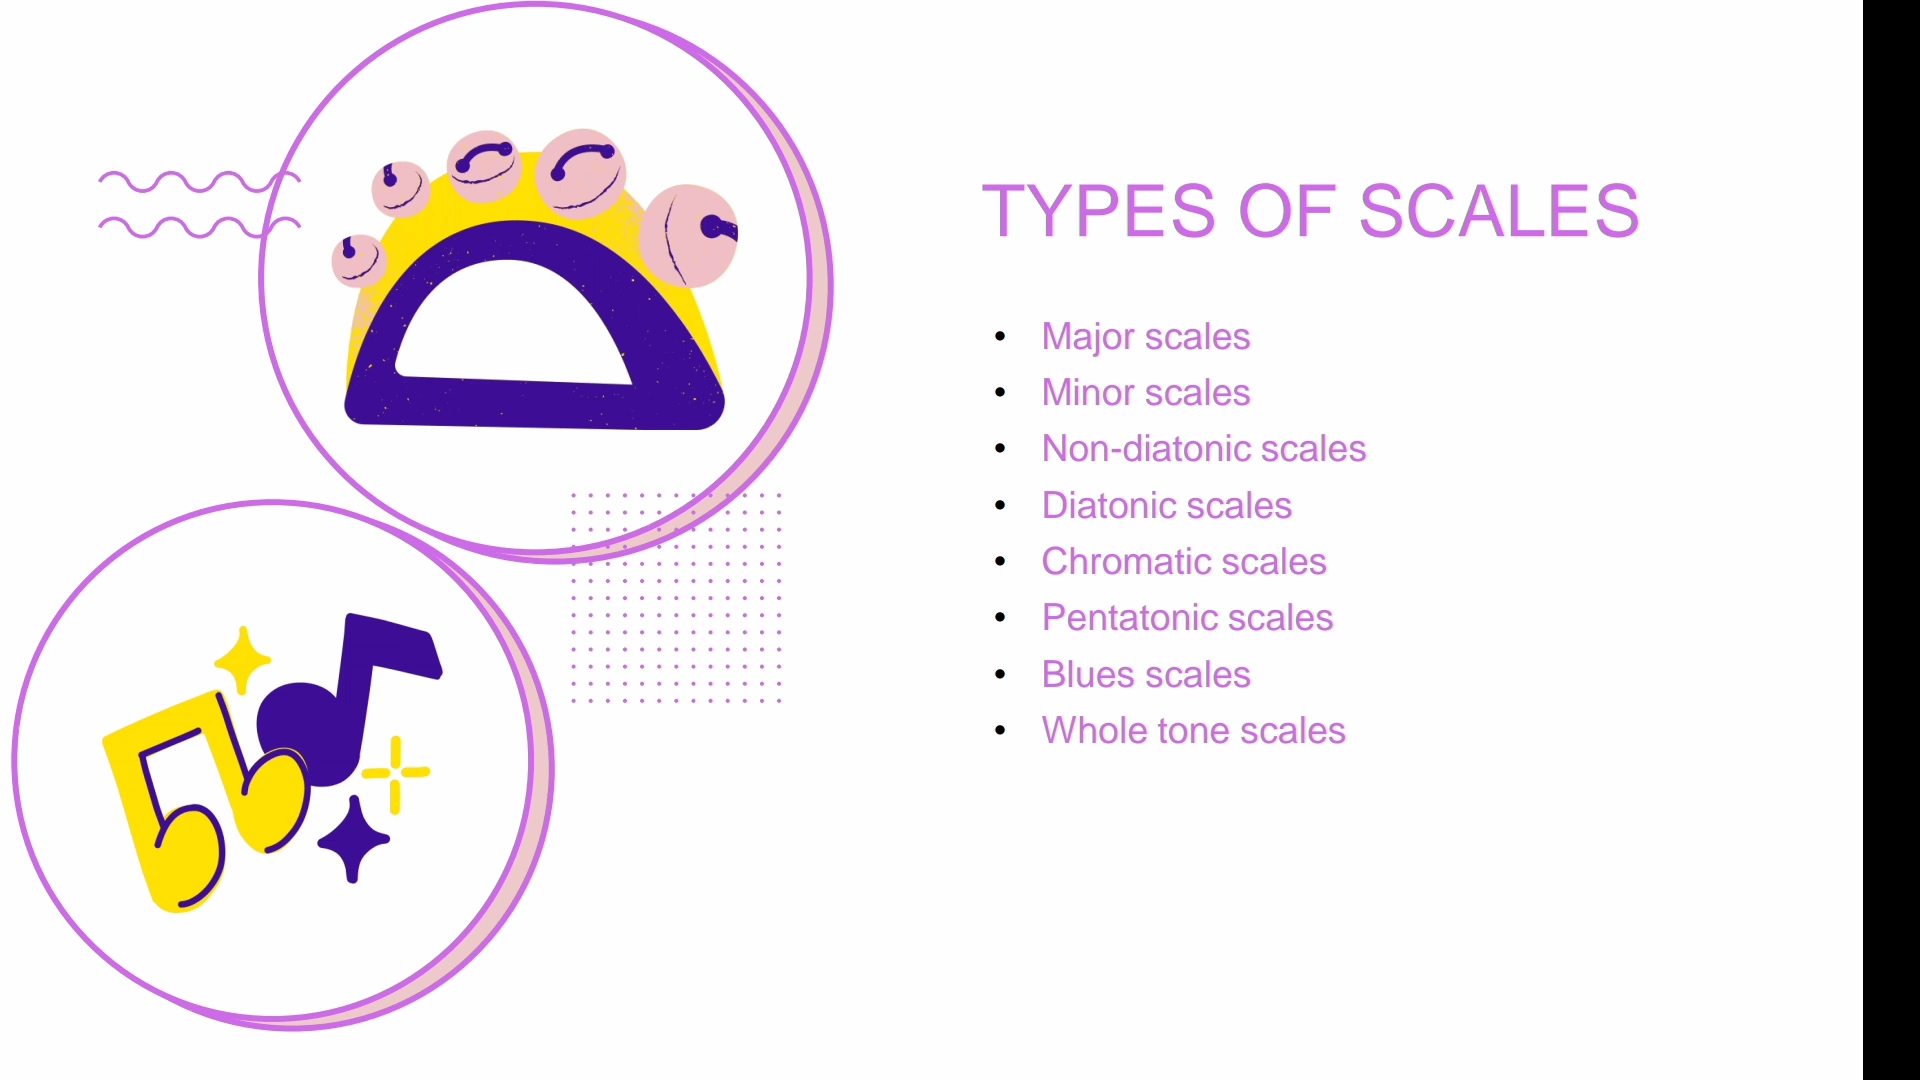 TYPES OF SCALES
• Major scales
• Minor scales
• Non-diatonic scales
• Diatonic scales
• Chromatic scales
• Pentatonic scales
• Blues scales
• Whole tone scales